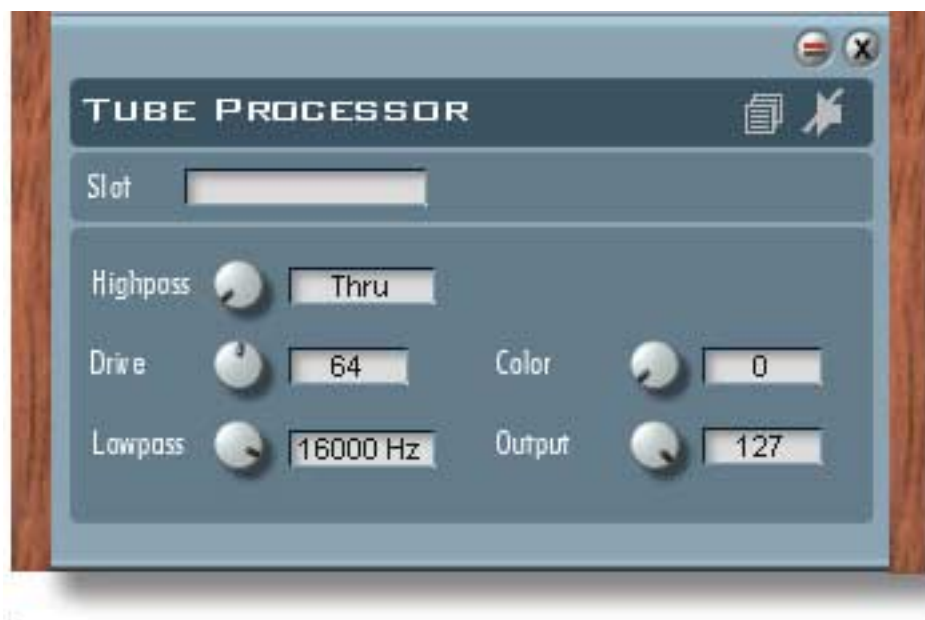 X
TUBE PROCESSOR
Slot
Highpass Thru
Drive 64 Color 0
Lowpass 16000 Hz Output 127